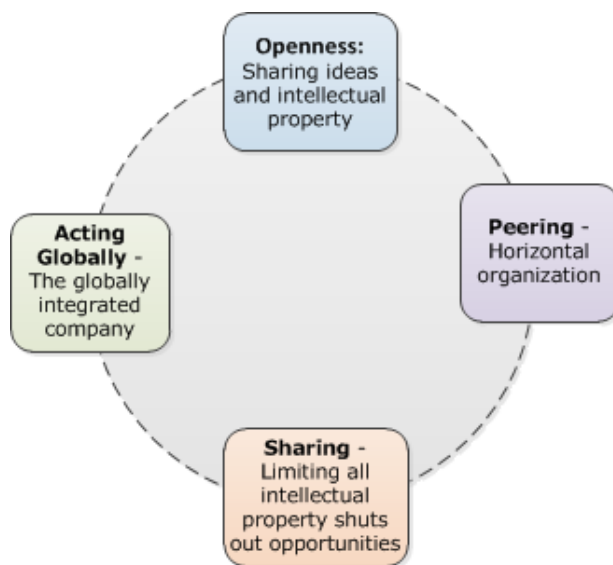 Openness:
Sharing ideas
and intellectual
property
Peering -
Horizontal
organization
Sharing -
Limiting all
intellectual
property shuts
out opportunities
Acting
Globally -
The globally
integrated
company